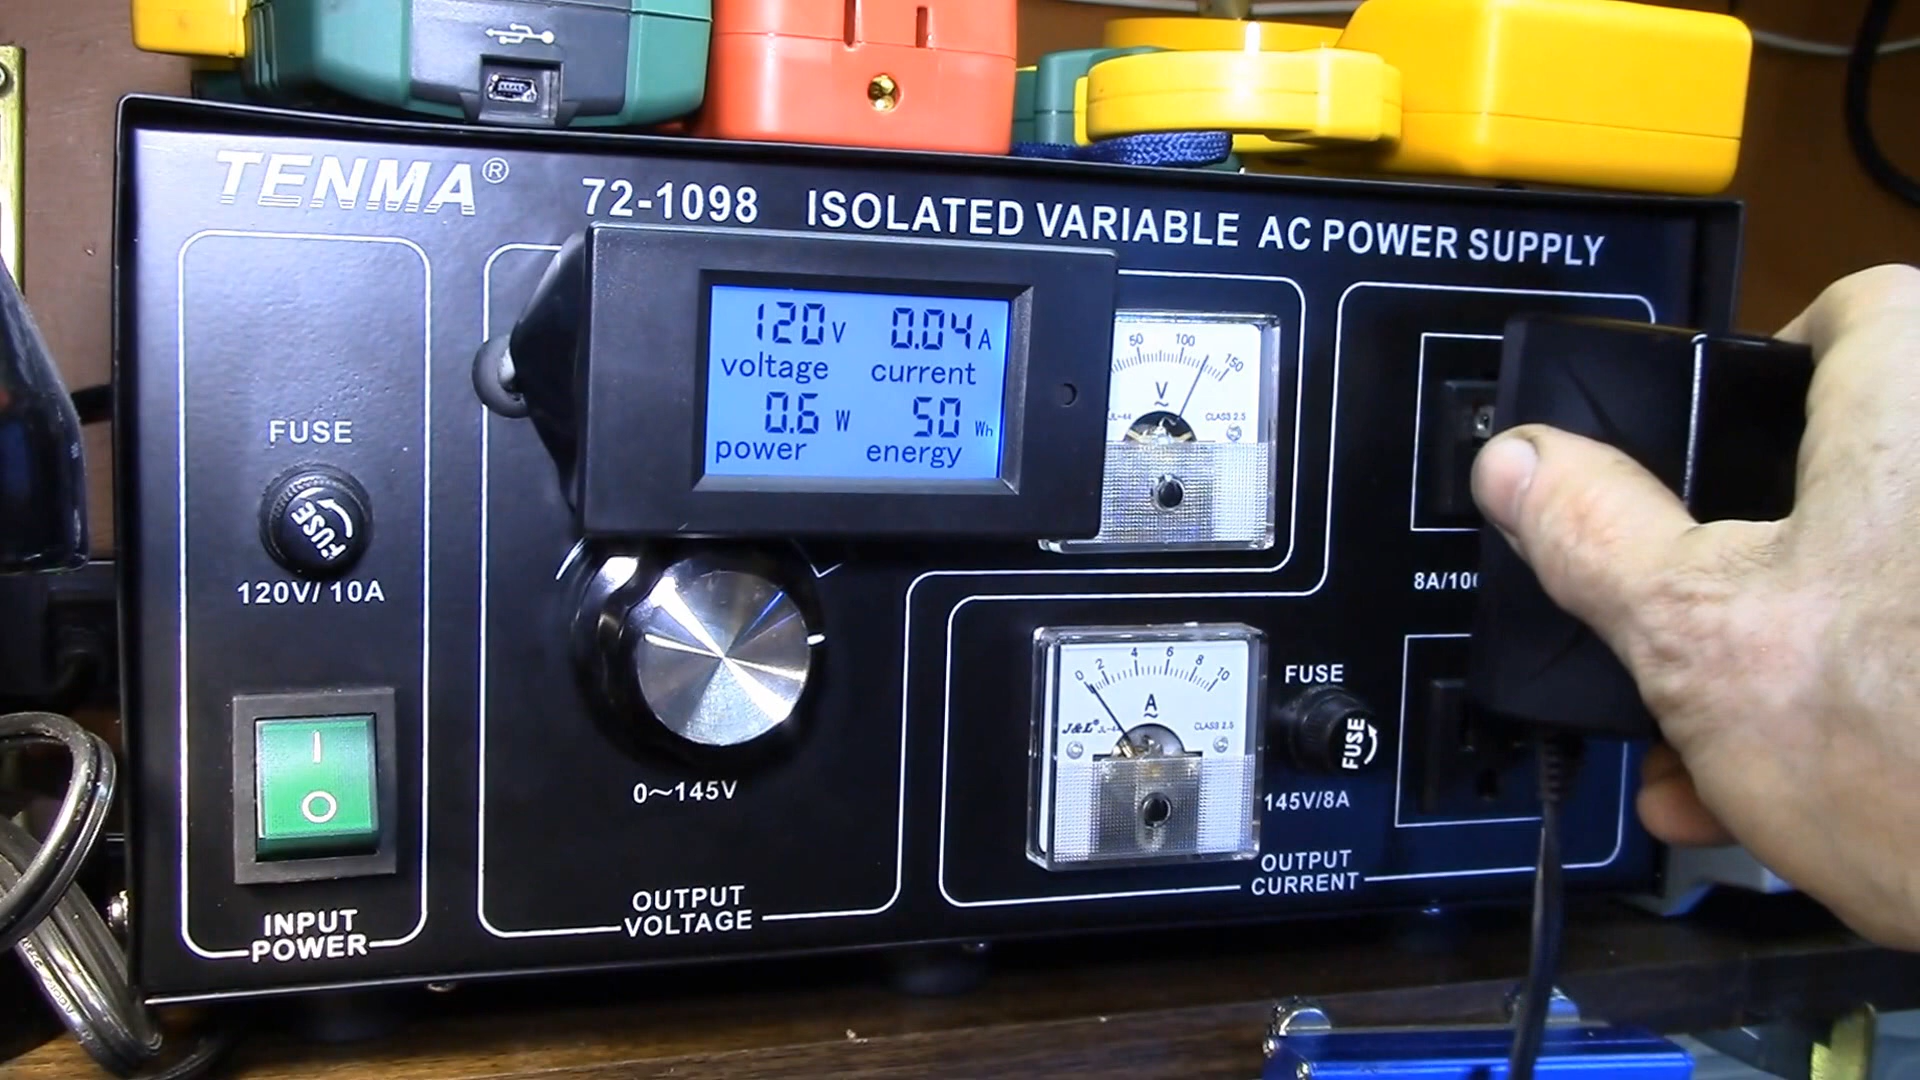 TENMA®
72-1098 ISOLATED VARIABLE AC POWER SUPPLY
120V 0.04A
voltage current
0.6 W 50 Wh
power energy
50 100 150
V
CLASS 2.5
FUSE
FUSE
120V/ 10A
I
O
INPUT
POWER
0~145V
OUTPUT
VOLTAGE
0 2 4 6 8 10
A
J&L®
CLASS 2.5
FUSE
FUSE
145V/8A
OUTPUT
CURRENT